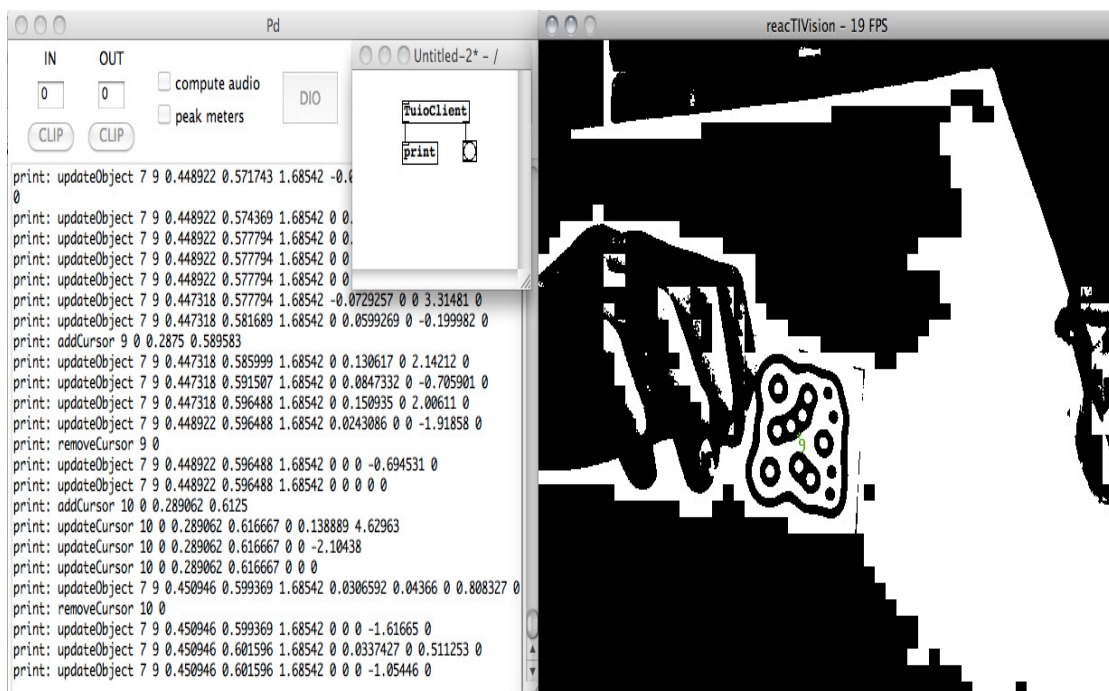 Pd
IN OUT
0 0
compute audio
peak meters
DIO
CLIP CLIP
Untitled-2* - /
TuioClient
print
print: updateObject 7 9 0.448922 0.571743 1.68542
0
print: updateObject 7 9 0.448922 0.574369 1.68542 0
print: updateObject 7 9 0.448922 0.577794 1.68542 0
print: updateObject 7 9 0.448922 0.577794 1.68542 0
print: updateObject 7 9 0.448922 0.577794 1.68542 0
print: updateObject 7 9 0.447318 0.577794 1.68542 -0.0729257 0 0 3.31481 0
print: updateObject 7 9 0.447318 0.581689 1.68542 0 0.0599269 0 -0.199982 0
print: addCursor 9 0 0.2875 0.589583
print: updateObject 7 9 0.447318 0.585999 1.68542 0 0.130617 0 2.14212 0
print: updateObject 7 9 0.447318 0.591507 1.68542 0 0.0847332 0 -0.705901 0
print: updateObject 7 9 0.447318 0.596488 1.68542 0 0.150935 0 2.00611 0
print: updateObject 7 9 0.448922 0.596488 1.68542 0.0243086 0 0 -1.91858 0
print: removeCursor 9 0
print: updateObject 7 9 0.448922 0.596488 1.68542 0 0 0 -0.694531 0
print: updateObject 7 9 0.448922 0.596488 1.68542 0 0 0 0 0
print: addCursor 10 0 0.289062 0.6125
print: updateCursor 10 0 0.289062 0.616667 0 0.138889 4.62963
print: updateCursor 10 0 0.289062 0.616667 0 0 -2.10438
print: updateCursor 10 0 0.289062 0.616667 0 0 0
print: updateObject 7 9 0.450946 0.599369 1.68542 0.0306592 0.04366 0 0.808327 0
print: removeCursor 10 0
print: updateObject 7 9 0.450946 0.599369 1.68542 0 0 0 -1.61665 0
print: updateObject 7 9 0.450946 0.601596 1.68542 0 0.0337427 0 0.511253 0
print: updateObject 7 9 0.450946 0.601596 1.68542 0 0 0 -1.05446 0
reacTIVision - 19 FPS
9